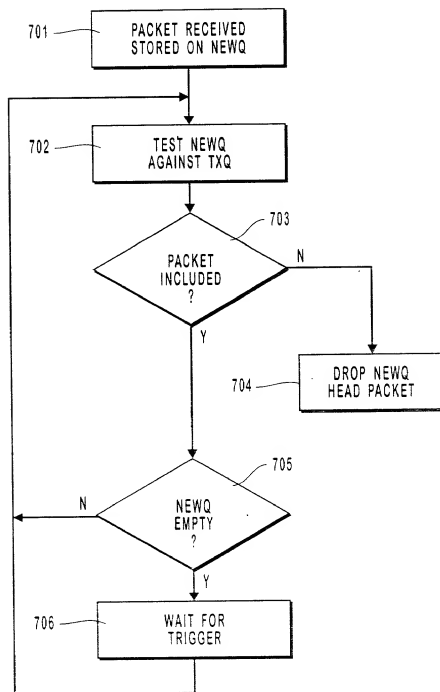 701
PACKET RECEIVED
STORED ON NEWQ
702
TEST NEWQ
AGAINST TXQ
703
PACKET
INCLUDED
?
N
Y
704
DROP NEWQ
HEAD PACKET
705
NEWQ
EMPTY
?
N
Y
706
WAIT FOR
TRIGGER